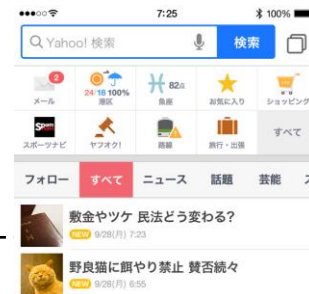 7:25
100%
Yahoo! 検索
検索
2
メール
24/18 100%
港区
82点
魚座
お気に入り
ショッピング
Sports
スポーツナビ
ヤフオク!
路線
旅行・出張
すべて
フォロー すべて ニュース 話題 芸能
敷金やツケ 民法どう変わる?
NEW 9/28(月) 7:23
野良猫に餌やり禁止 賛否続々
NEW 9/28(月) 6:55